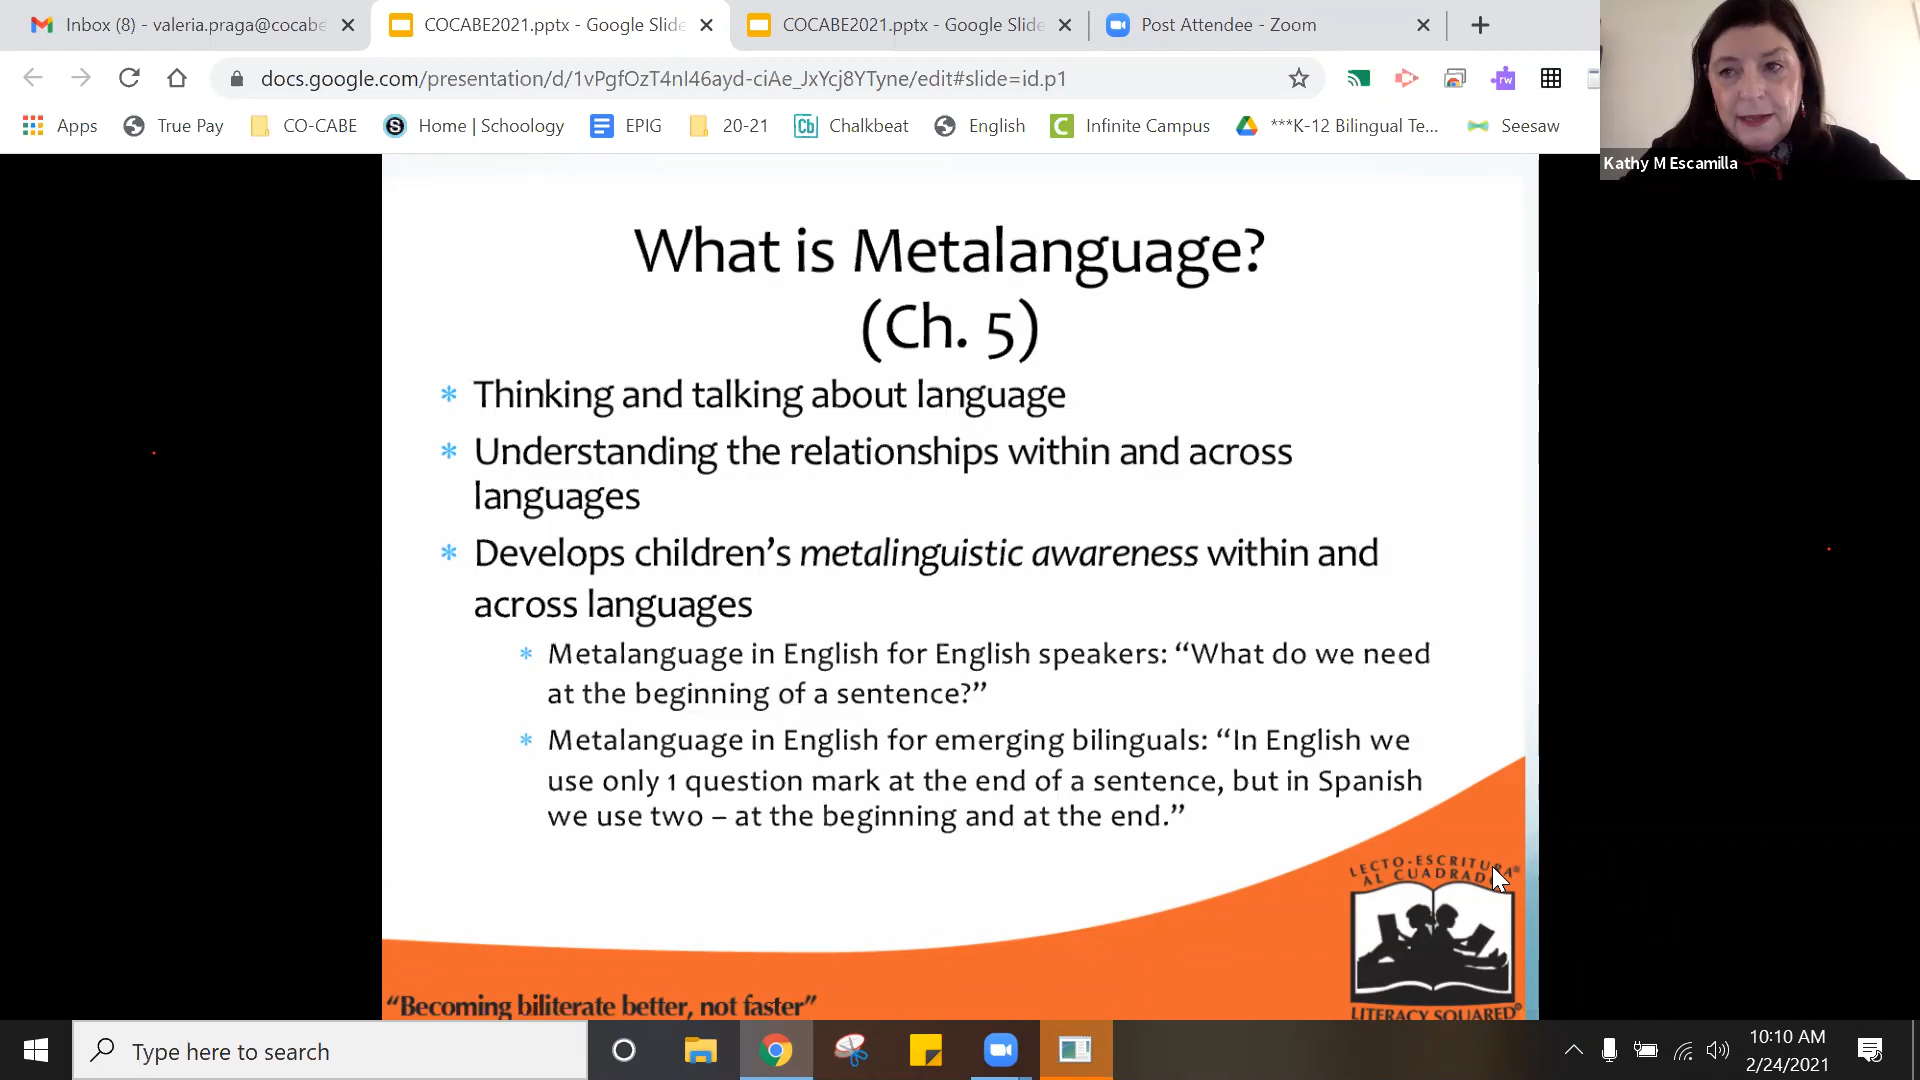 Inbox (8) - valeria.praga@cocabe
COCABE2021.pptx - Google Slide
COCABE2021.pptx - Google Slide
Post Attendee - Zoom
docs.google.com/presentation/d/1vPgfOzT4nI46ayd-ciAe_JxYcj8YTyne/edit#slide=id.p1
rw
Apps
True Pay
CO-CABE
Home | Schoology
EPIG
20-21
Cb
Chalkbeat
English
Infinite Campus
***K-12 Bilingual Te...
Seesaw
Kathy M Escamilla
What is Metalanguage?
(Ch. 5)
* Thinking and talking about language
* Understanding the relationships within and across
languages
* Develops children’s metalinguistic awareness within and
across languages
* Metalanguage in English for English speakers: “What do we need
at the beginning of a sentence?”
* Metalanguage in English for emerging bilinguals: “In English we
use only 1 question mark at the end of a sentence, but in Spanish
we use two – at the beginning and at the end.”
LECTO-ESCRITURA
AL CUADRADO
LITERACY SQUARED®
“Becoming biliterate better, not faster”
Type here to search
10:10 AM
2/24/2021